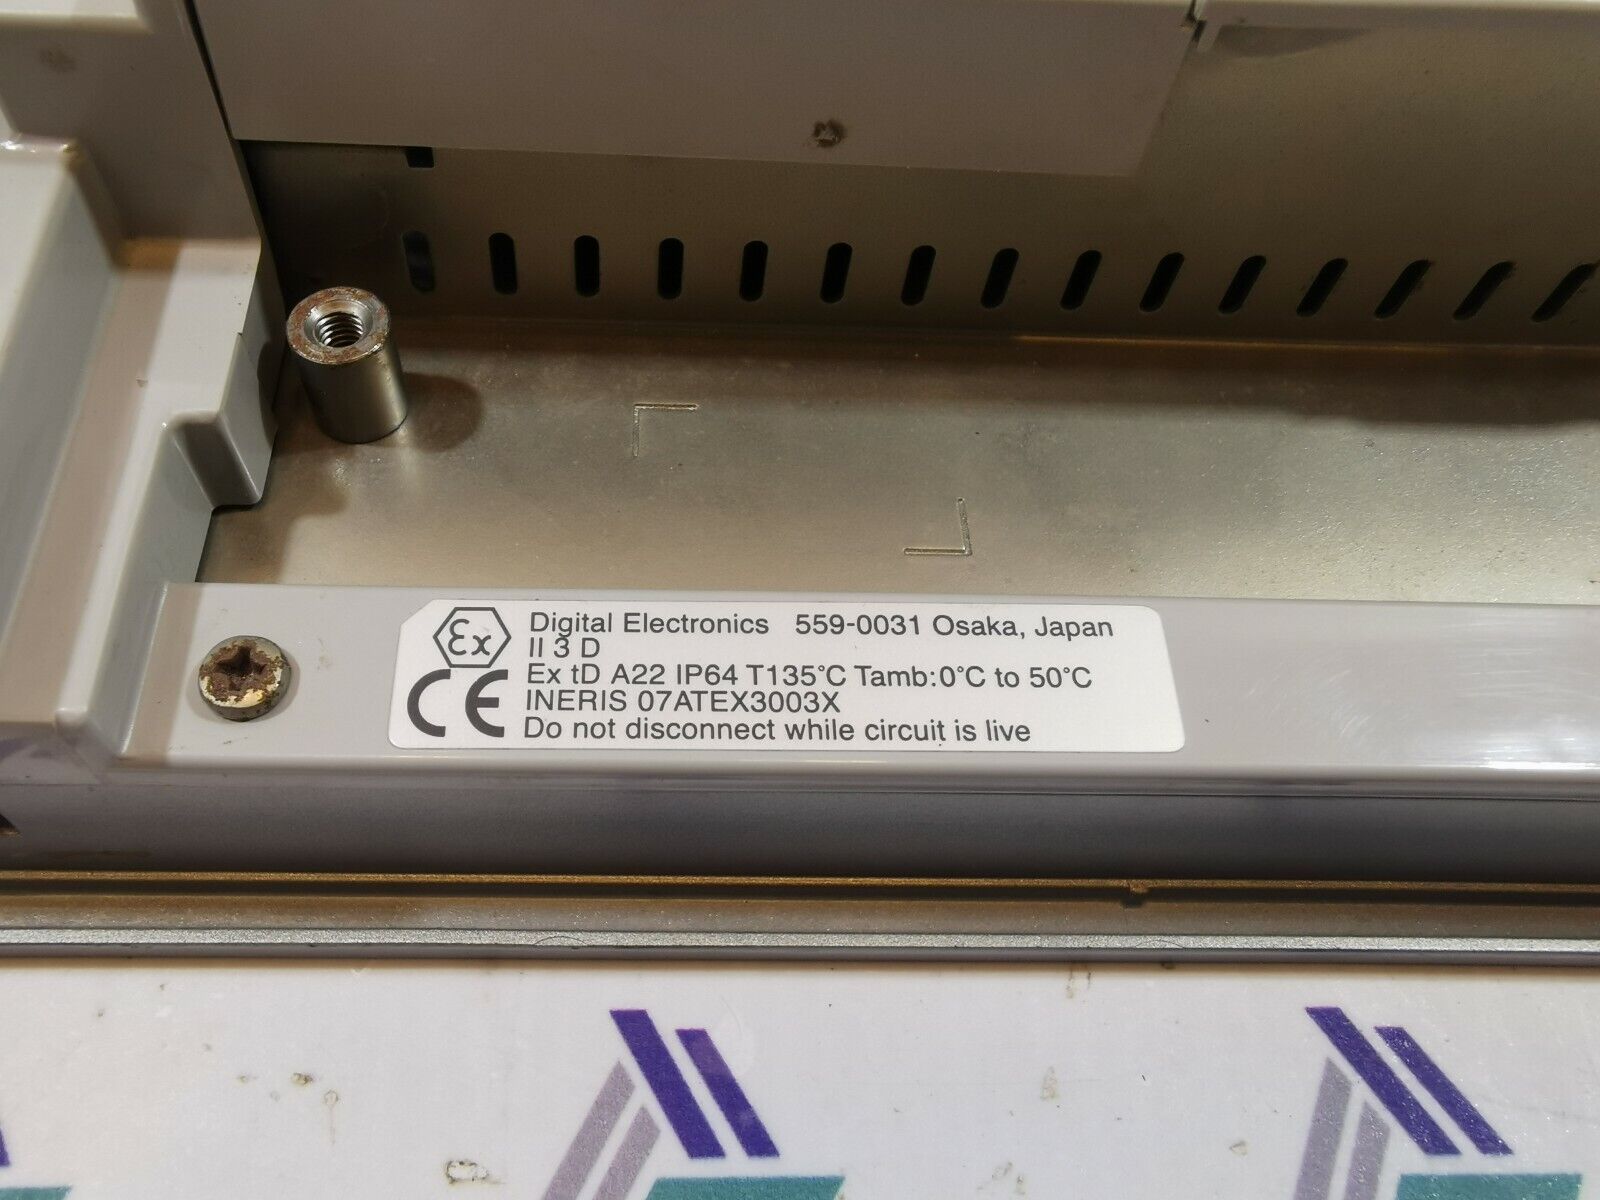 Ex Digital Electronics 559-0031 Osaka, Japan
II 3 D
Ex tD A22 IP64 T135°C Tamb:0°C to 50°C
CE INERIS 07ATEX3003X
Do not disconnect while circuit is live